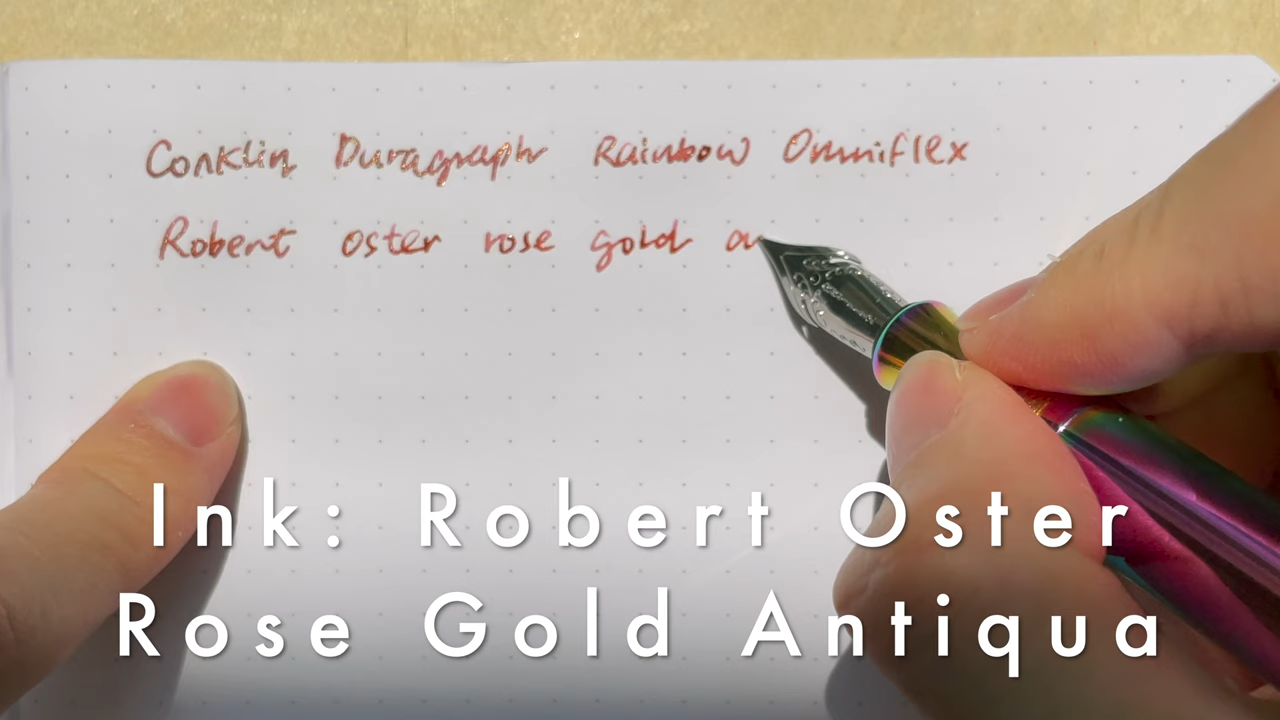 Conklin Duragraph Rainbow Omniflex
Robert oster rose gold a
Ink: Robert Oster
Rose Gold Antiqua